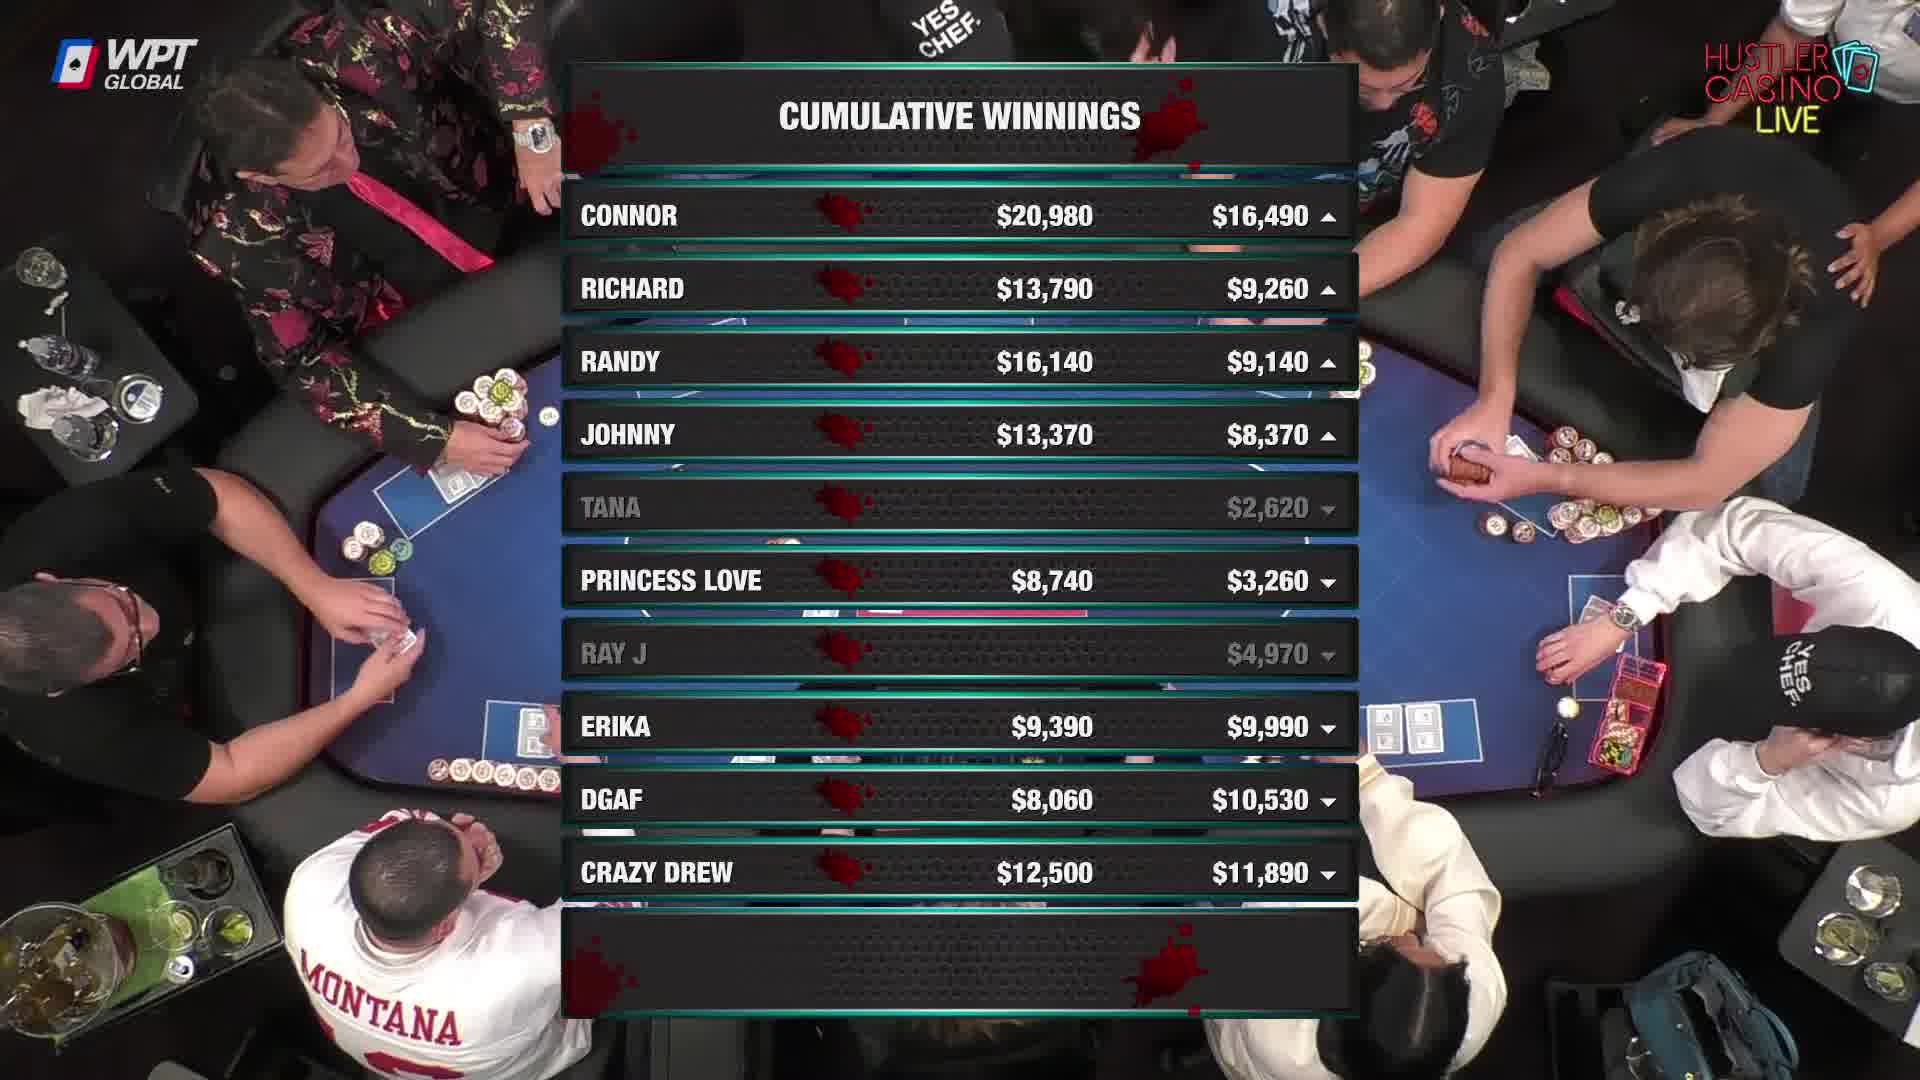 YES
CHEF.
WPT
GLOBAL
HUSTLER
CASINO
LIVE
CUMULATIVE WINNINGS
CONNOR $20,980 $16,490
RICHARD $13,790 $9,260
RANDY $16,140 $9,140
JOHNNY $13,370 $8,370
TANA $2,620
PRINCESS LOVE $8,740 $3,260
RAY J $4,970
ERIKA $9,390 $9,990
DGAF $8,060 $10,530
CRAZY DREW $12,500 $11,890
YES
CHEF.
MONTANA